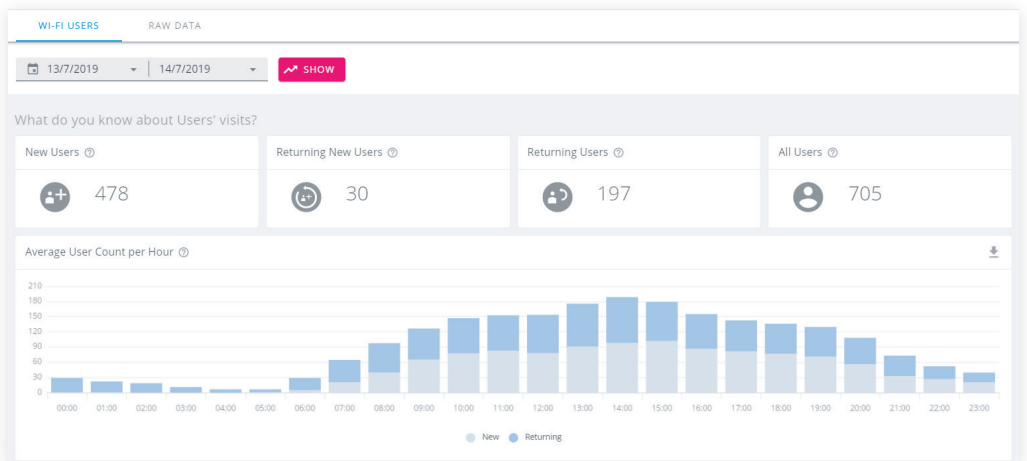 WI-FI USERS RAW DATA
13/7/2019 14/7/2019 SHOW
What do you know about Users' visits?
New Users Returning New Users Returning Users All Users
478 30 197 705
Average User Count per Hour
210
180
150
120
90
60
30
0
00:00 01:00 02:00 03:00 04:00 05:00 06:00 07:00 08:00 09:00 10:00 11:00 12:00 13:00 14:00 15:00 16:00 17:00 18:00 19:00 20:00 21:00 22:00 23:00
New Returning